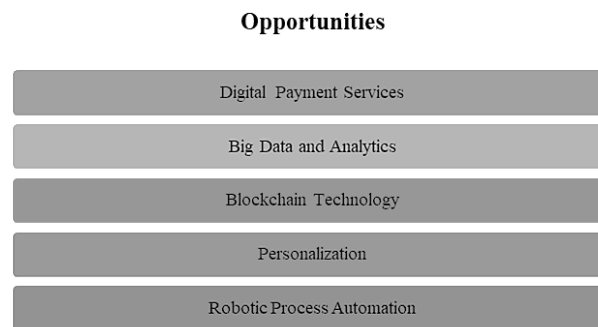 Opportunities
Digital Payment Services
Big Data and Analytics
Blockchain Technology
Personalization
Robotic Process Automation